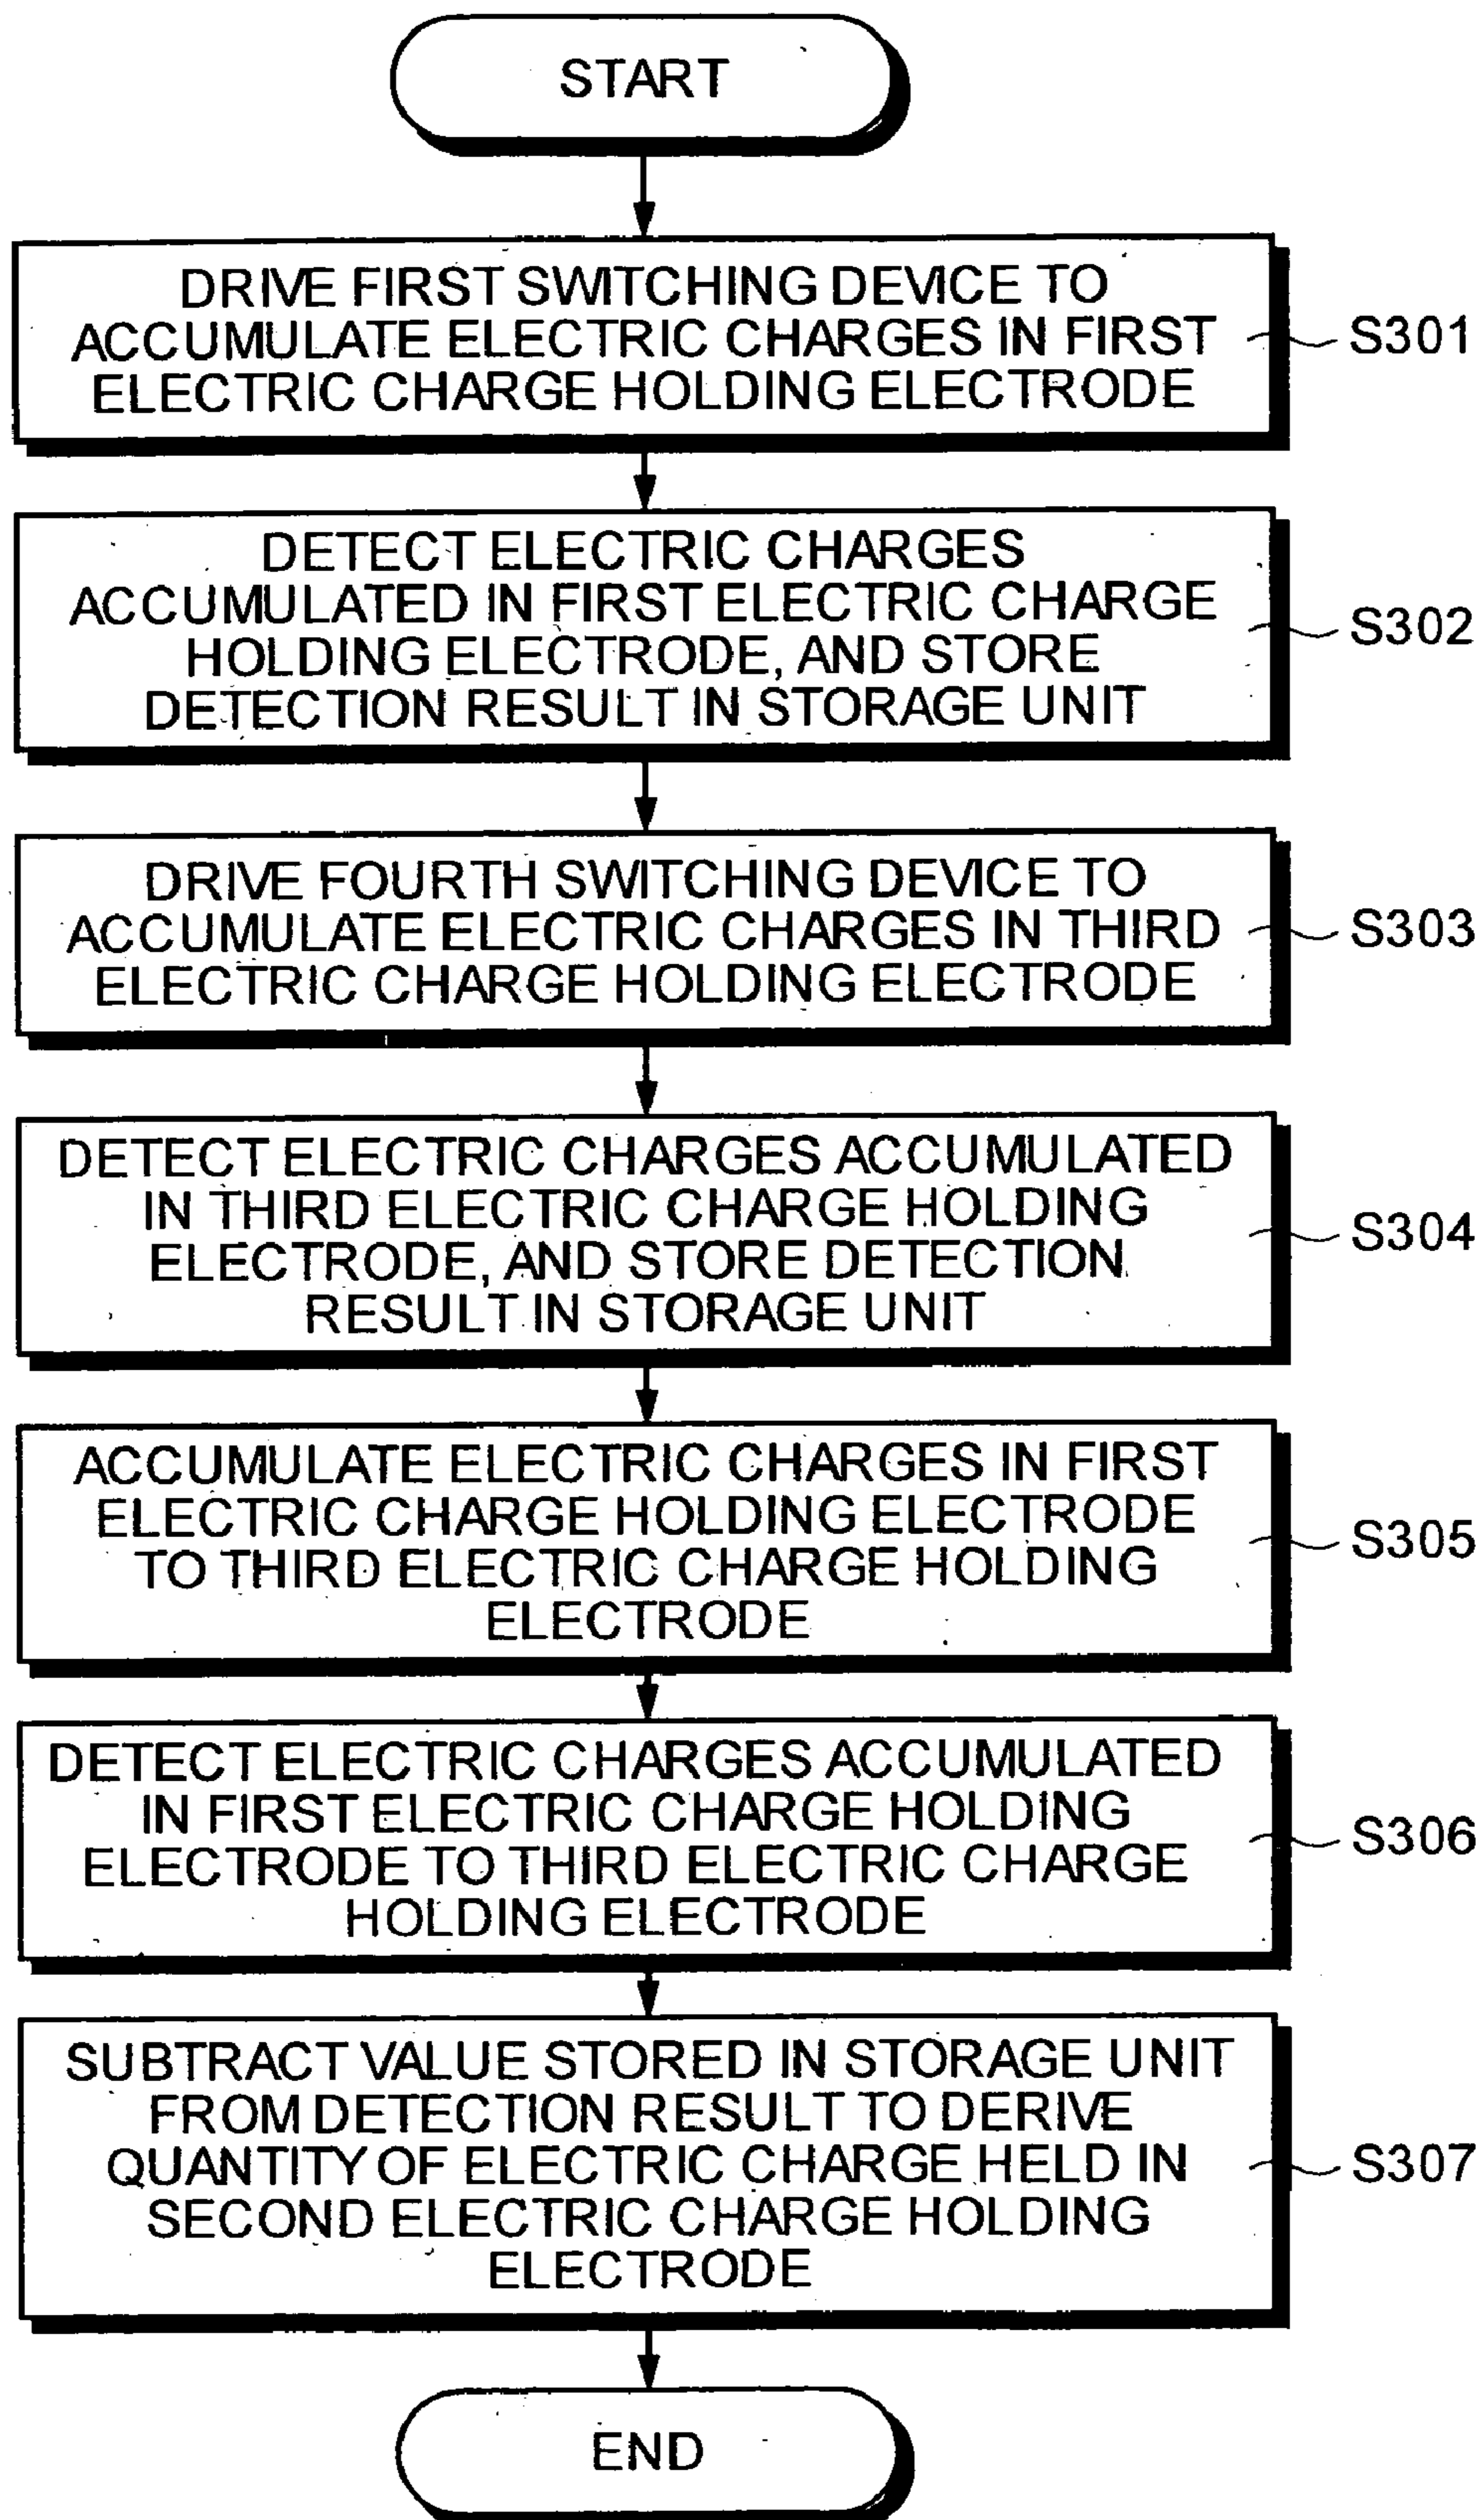 START
DRIVE FIRST SWITCHING DEVICE TO
ACCUMULATE ELECTRIC CHARGES IN FIRST
ELECTRIC CHARGE HOLDING ELECTRODE
S301
DETECT ELECTRIC CHARGES
ACCUMULATED IN FIRST ELECTRIC CHARGE
HOLDING ELECTRODE, AND STORE
DETECTION RESULT IN STORAGE UNIT
S302
DRIVE FOURTH SWITCHING DEVICE TO
ACCUMULATE ELECTRIC CHARGES IN THIRD
ELECTRIC CHARGE HOLDING ELECTRODE
S303
DETECT ELECTRIC CHARGES ACCUMULATED
IN THIRD ELECTRIC CHARGE HOLDING
ELECTRODE, AND STORE DETECTION
RESULT IN STORAGE UNIT
S304
ACCUMULATE ELECTRIC CHARGES IN FIRST
ELECTRIC CHARGE HOLDING ELECTRODE
TO THIRD ELECTRIC CHARGE HOLDING
ELECTRODE
S305
DETECT ELECTRIC CHARGES ACCUMULATED
IN FIRST ELECTRIC CHARGE HOLDING
ELECTRODE TO THIRD ELECTRIC CHARGE
HOLDING ELECTRODE
S306
SUBTRACT VALUE STORED IN STORAGE UNIT
FROM DETECTION RESULT TO DERIVE
QUANTITY OF ELECTRIC CHARGE HELD IN
SECOND ELECTRIC CHARGE HOLDING
ELECTRODE
S307
END